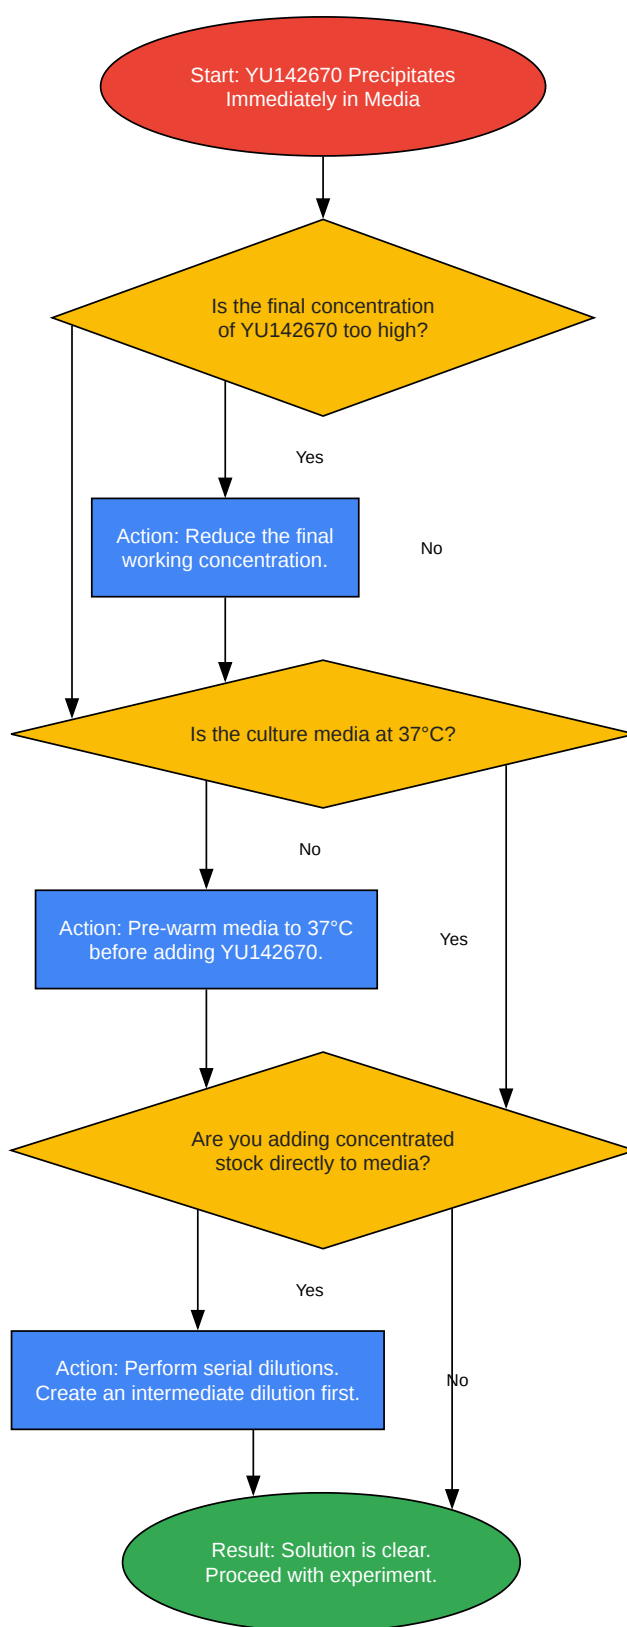 Start: YU142670 Precipitates
Immediately in Media
Is the final concentration
of YU142670 too high?
Yes
Action: Reduce the final
working concentration.
No
Is the culture media at 37°C?
No
Action: Pre-warm media to 37°C
before adding YU142670.
Yes
Are you adding concentrated
stock directly to media?
Yes
Action: Perform serial dilutions.
Create an intermediate dilution first.
No
Result: Solution is clear.
Proceed with experiment.